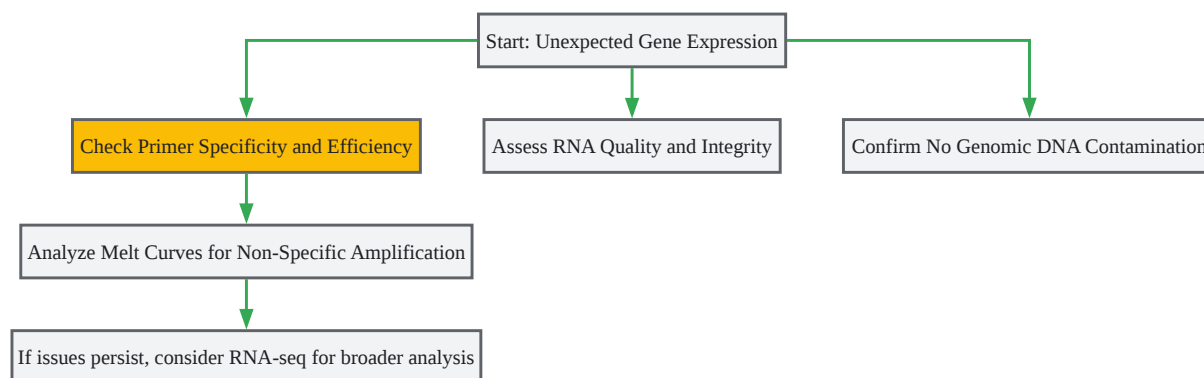 Start: Unexpected Gene Expression
Check Primer Specificity and Efficiency
Assess RNA Quality and Integrity
Confirm No Genomic DNA Contamination
Analyze Melt Curves for Non-Specific Amplification
If issues persist, consider RNA-seq for broader analysis